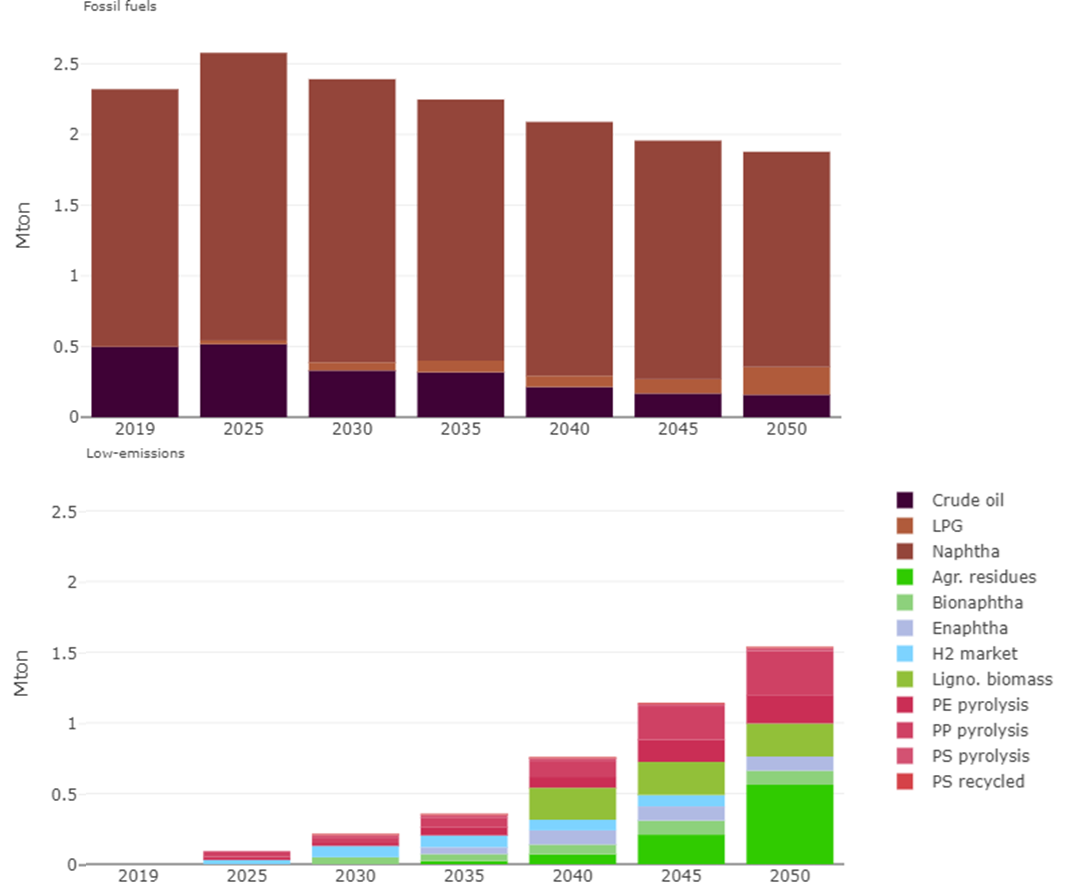 Fossil fuels
2.5
2
1.5
1
0.5
0
Mton
2019 2025 2030 2035 2040 2045 2050
Low-emissions
2.5
2
1.5
1
0.5
0
Mton
2019 2025 2030 2035 2040 2045 2050
Crude oil
LPG
Naphtha
Agr. residues
Bionaphtha
Enaphtha
H2 market
Ligno. biomass
PE pyrolysis
PP pyrolysis
PS pyrolysis
PS recycled